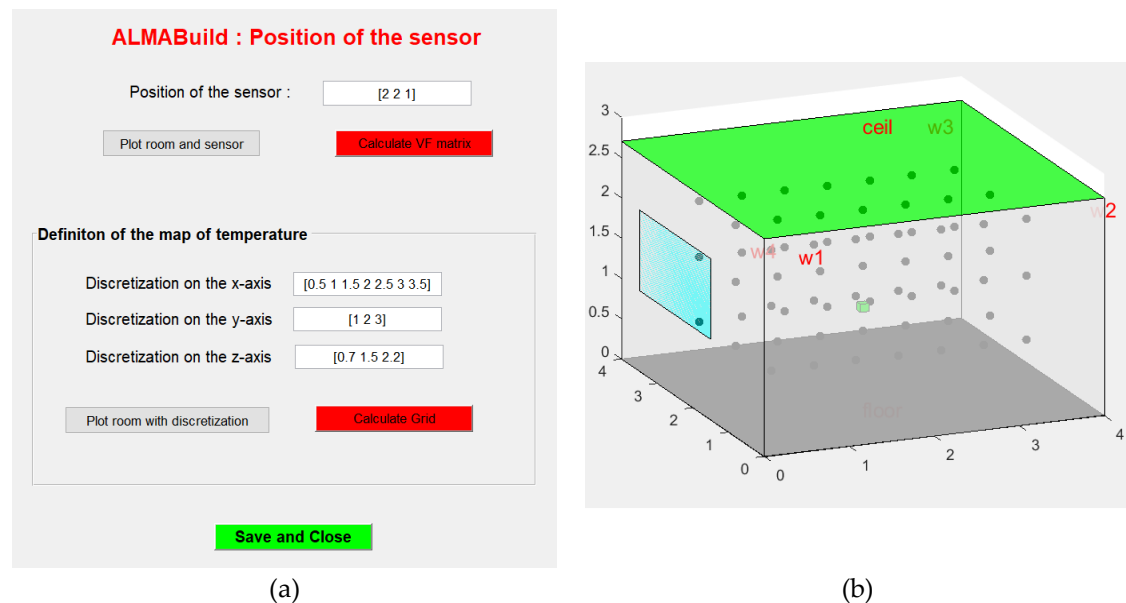 ALMABuild : Position of the sensor
Position of the sensor :
[2 2 1]
Plot room and sensor
Calculate VF matrix
Definiton of the map of temperature
Discretization on the x-axis
[0.5 1 1.5 2 2.5 3 3.5]
Discretization on the y-axis
[1 2 3]
Discretization on the z-axis
[0.7 1.5 2.2]
Plot room with discretization
Calculate Grid
Save and Close
(a)
3
2.5
2
1.5
1
0.5
0
4
3
2
1
0
0
1
2
3
4
ceil
w3
w2
w4
w1
floor
(b)